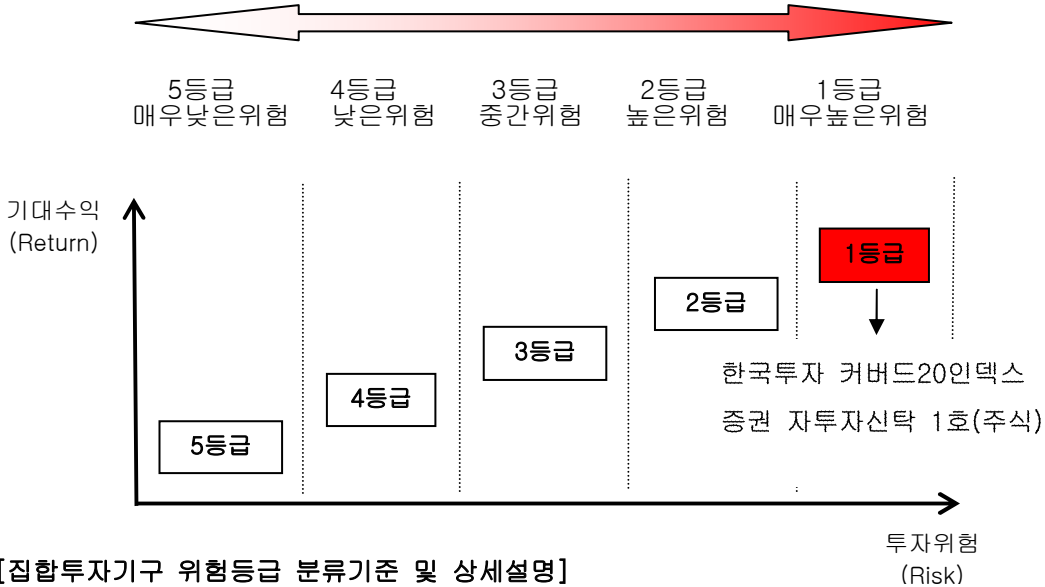 5등급 4등급 3등급 2등급 1등급
매우낮은위험 낮은위험 중간위험 높은위험 매우높은위험
기대수익
(Return)
1등급
2등급
3등급
4등급
5등급
한국투자 커버드20인덱스
증권 자투자신탁 1호(주식)
투자위험
(Risk)
[집합투자기구 위험등급 분류기준 및 상세설명]